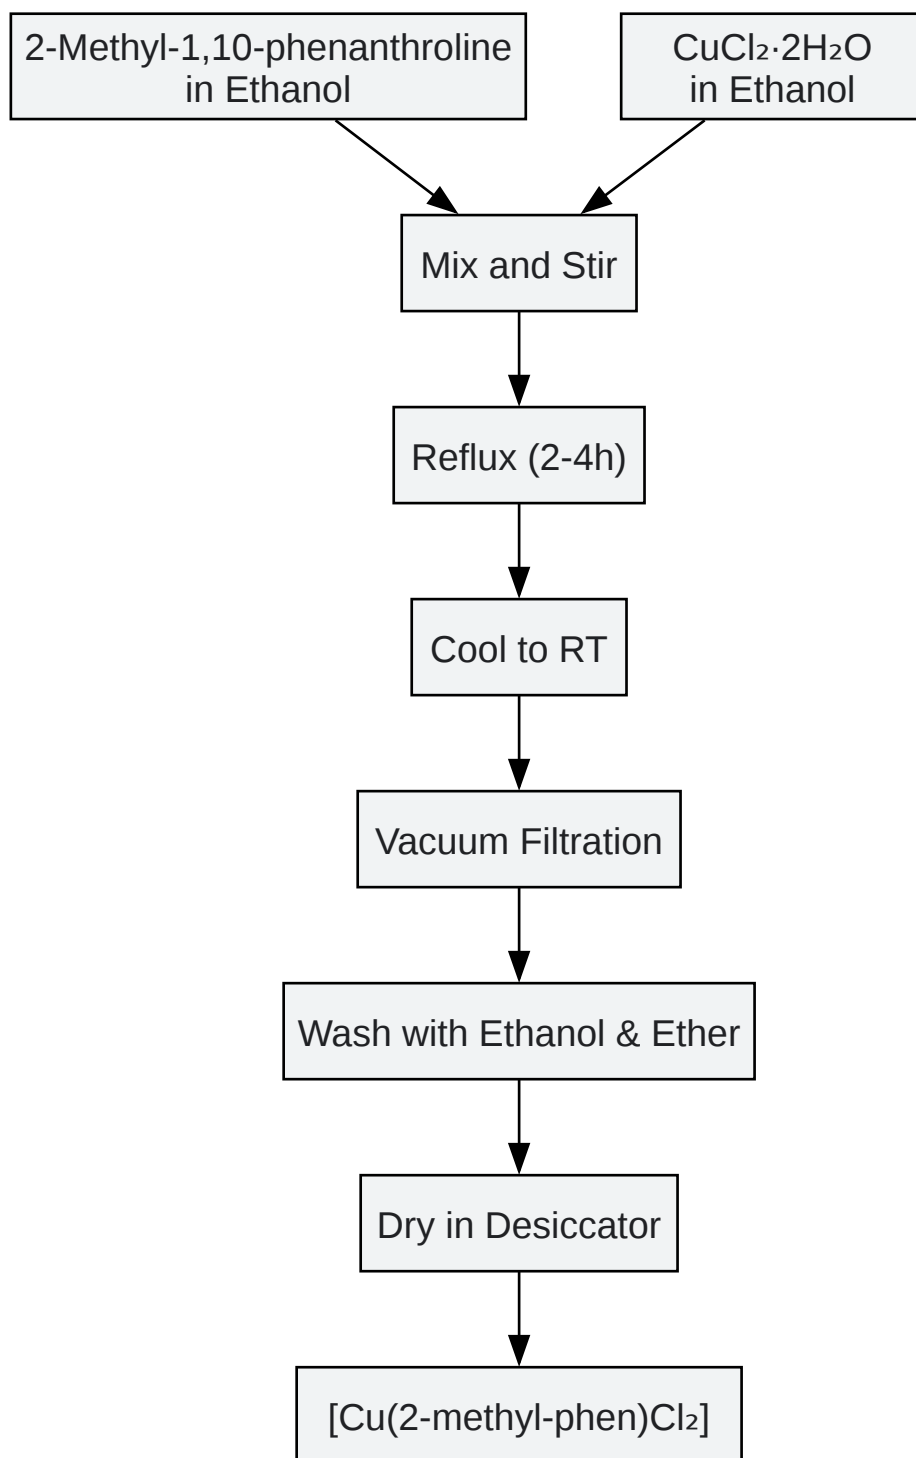 2-Methyl-1,10-phenanthroline
in Ethanol
CuCl₂·2H₂O
in Ethanol
Mix and Stir
Reflux (2-4h)
Cool to RT
Vacuum Filtration
Wash with Ethanol & Ether
Dry in Desiccator
[Cu(2-methyl-phen)Cl₂]